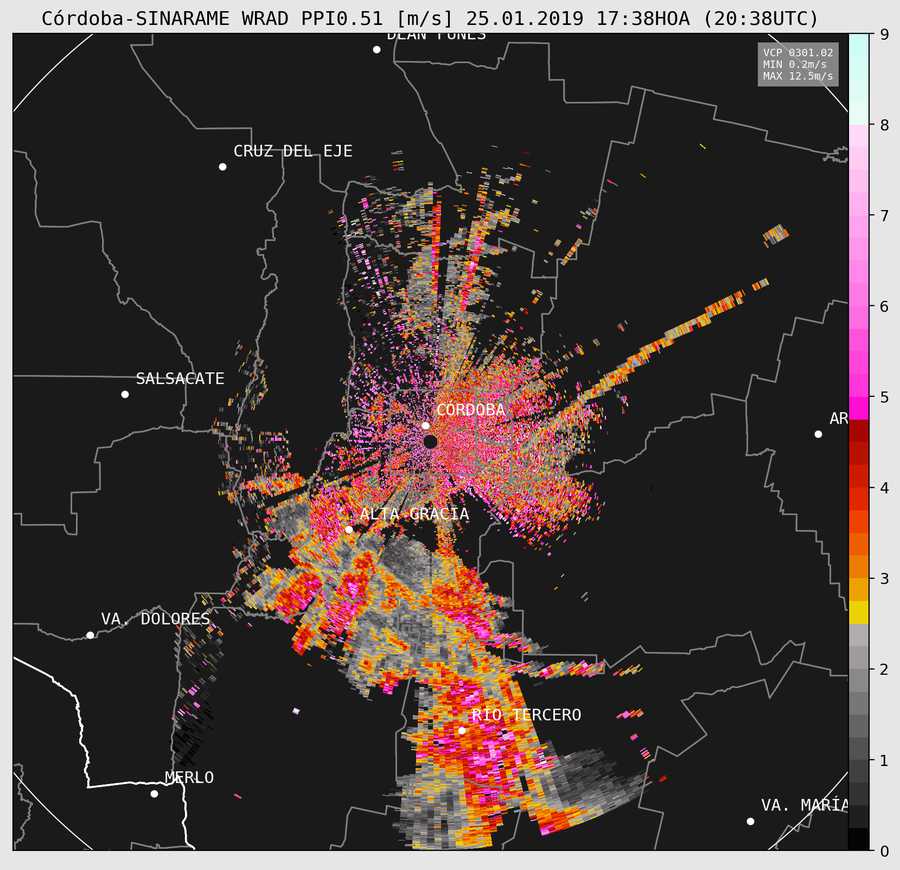 Córdoba-SINARAME WRAD PPI0.51 [m/s] 25.01.2019 17:38HOA (20:38UTC)
DEAN FUNES
VCP 0301.02
MIN 0.2m/s
MAX 12.5m/s
9
8
CRUZ DEL EJE
7
6
SALSACATE
5
CORDOBA
AR
4
ALTA GRACIA
3
VA. DOLORES
2
RIO TERCERO
1
MERLO
VA. MARÍA
0